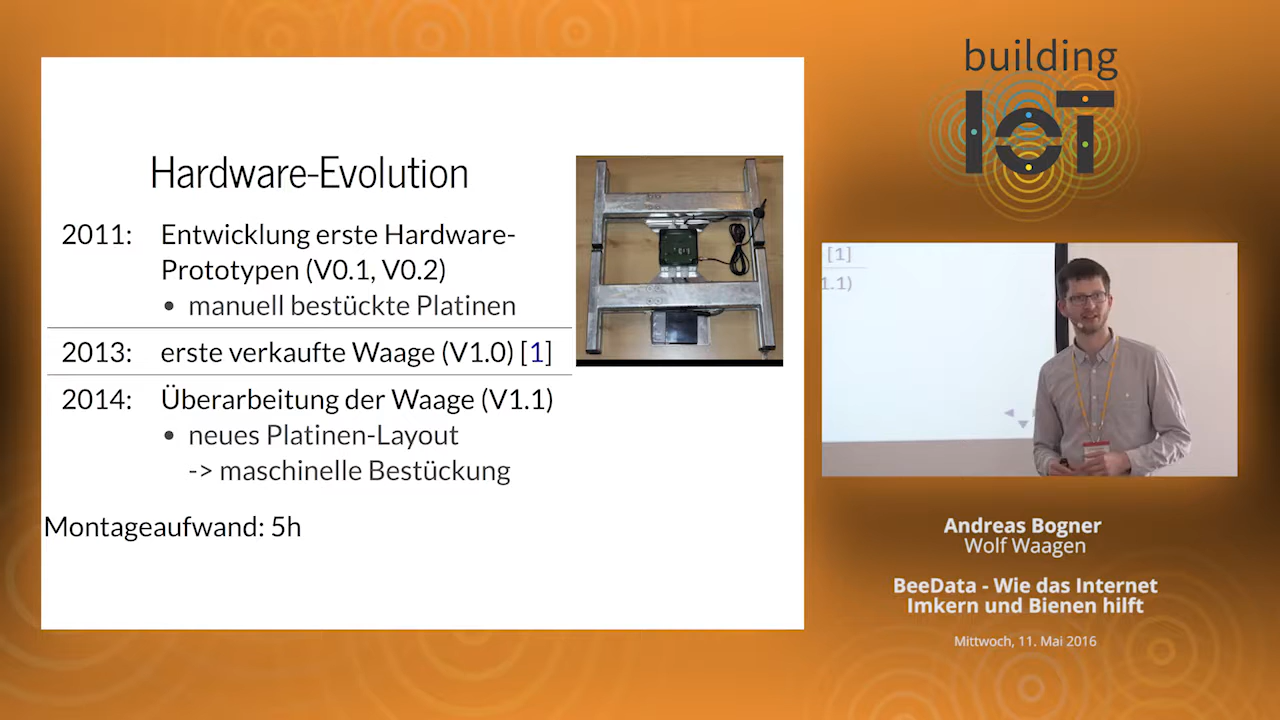 Hardware-Evolution
2011: Entwicklung erste Hardware-
Prototypen (V0.1, V0.2)
• manuell bestückte Platinen
2013: erste verkaufte Waage (V1.0) [1]
2014: Überarbeitung der Waage (V1.1)
• neues Platinen-Layout
-> maschinelle Bestückung
Montageaufwand: 5h
building
IoT
[1]
1.1)
Andreas Bogner
Wolf Waagen
BeeData - Wie das Internet
Imkern und Bienen hilft
Mittwoch, 11. Mai 2016